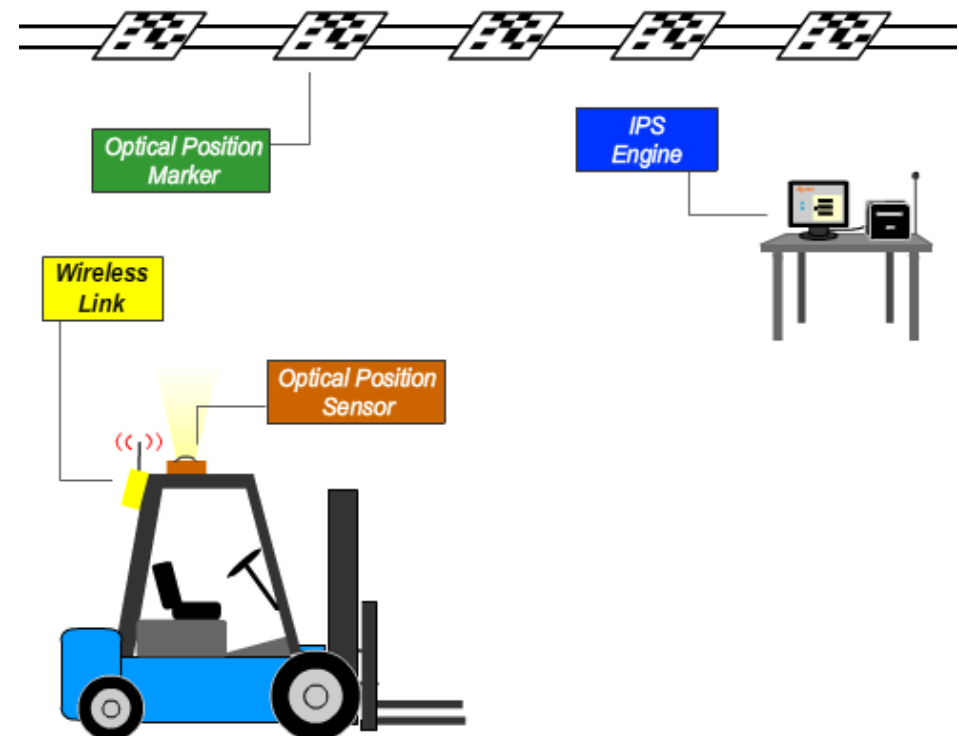 Optical Position
Marker
IPS
Engine
Wireless
Link
Optical Position
Sensor